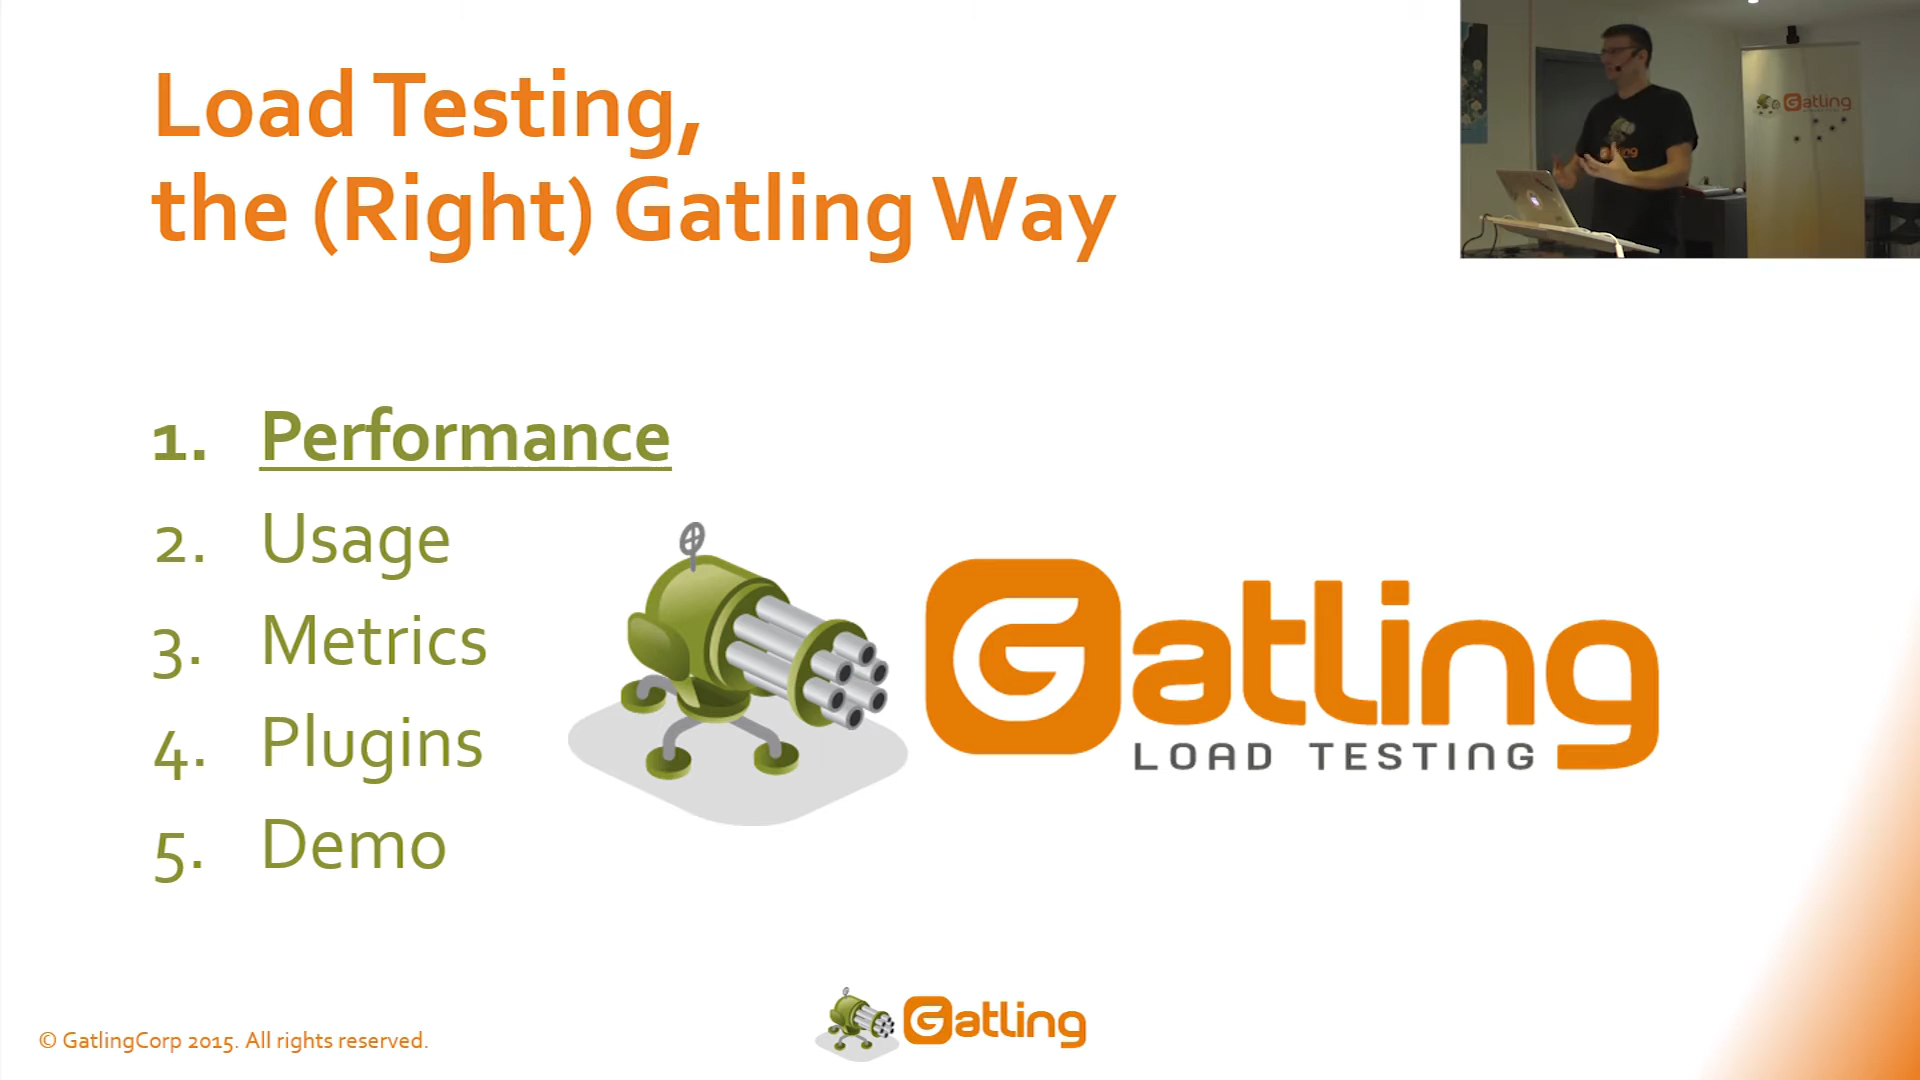 Load Testing,
the (Right) Gatling Way
Gatling
1. Performance
2. Usage
3. Metrics
4. Plugins
5. Demo
Gatling
LOAD TESTING
© GatlingCorp 2015. All rights reserved.
Gatling